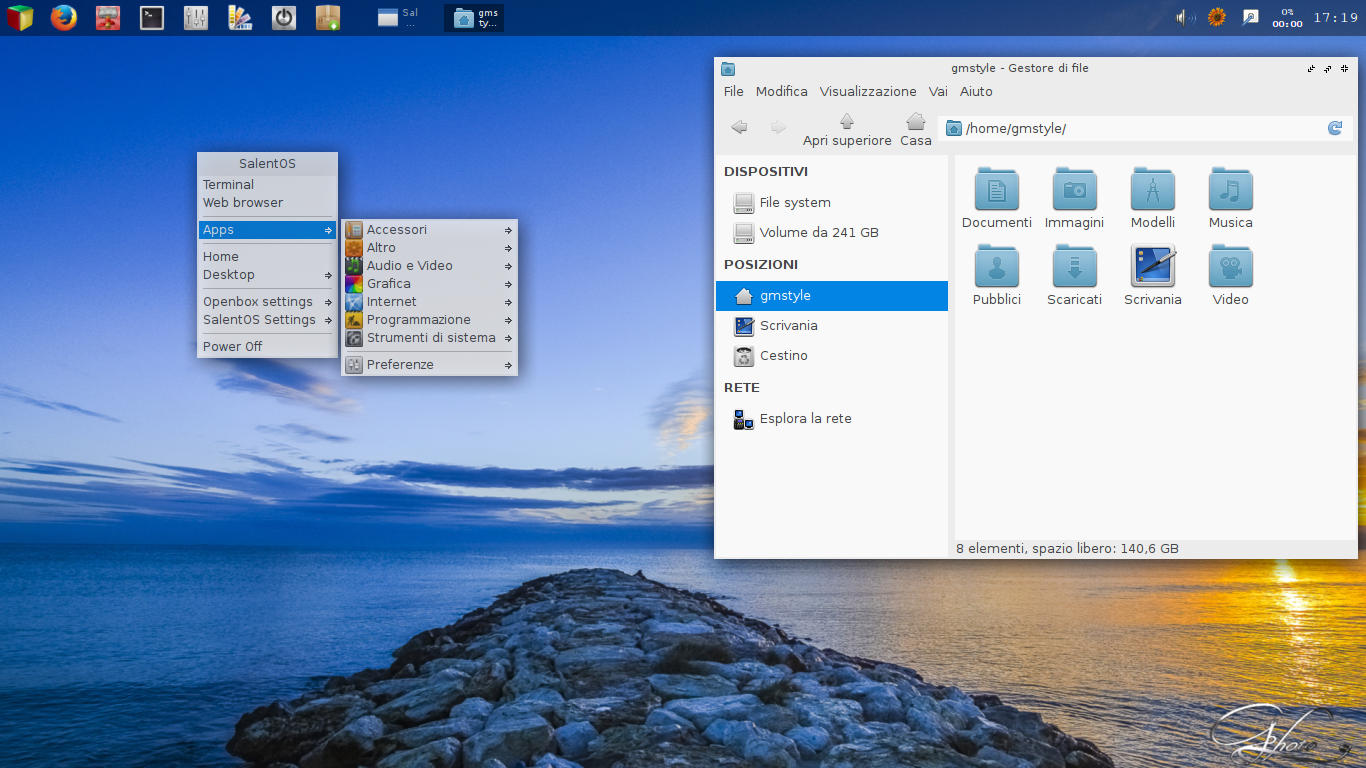 Sal
...
gms
ty...
0%
00:00
17:19
gmstyle - Gestore di file
File Modifica Visualizzazione Vai Aiuto
Apri superiore Casa /home/gmstyle/
DISPOSITIVI
File system
Volume da 241 GB
POSIZIONI
gmstyle
Scrivania
Cestino
RETE
Esplora la rete
Documenti Immagini Modelli Musica
Pubblici Scaricati Scrivania Video
8 elementi, spazio libero: 140,6 GB
SalentOS
Terminal
Web browser
Apps
Home
Desktop
Openbox settings
SalentOS Settings
Power Off
Accessori
Altro
Audio e Video
Grafica
Internet
Programmazione
Strumenti di sistema
Preferenze